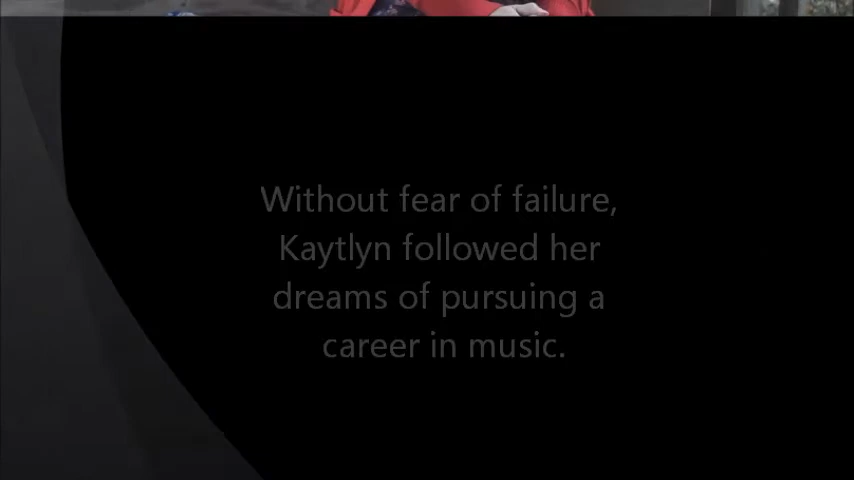 Without fear of failure,
Kaytlyn followed her
dreams of pursuing a
career in music.